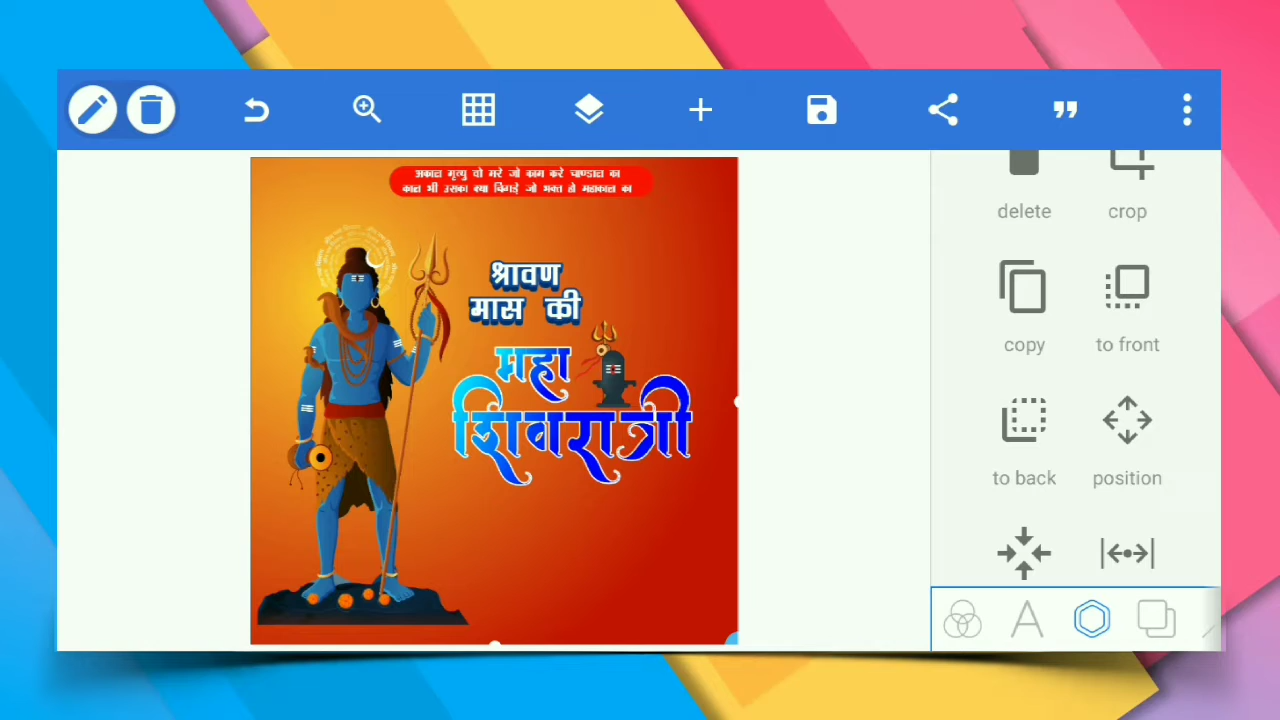 अकाल मृत्यु वो मरे जो काम करे चाण्डाल का
काल भी उसका क्या बिगाड़े जो भक्त हो महाकाल का
श्रावण
मास की
महा
शिवरात्री
delete
crop
copy
to front
to back
position